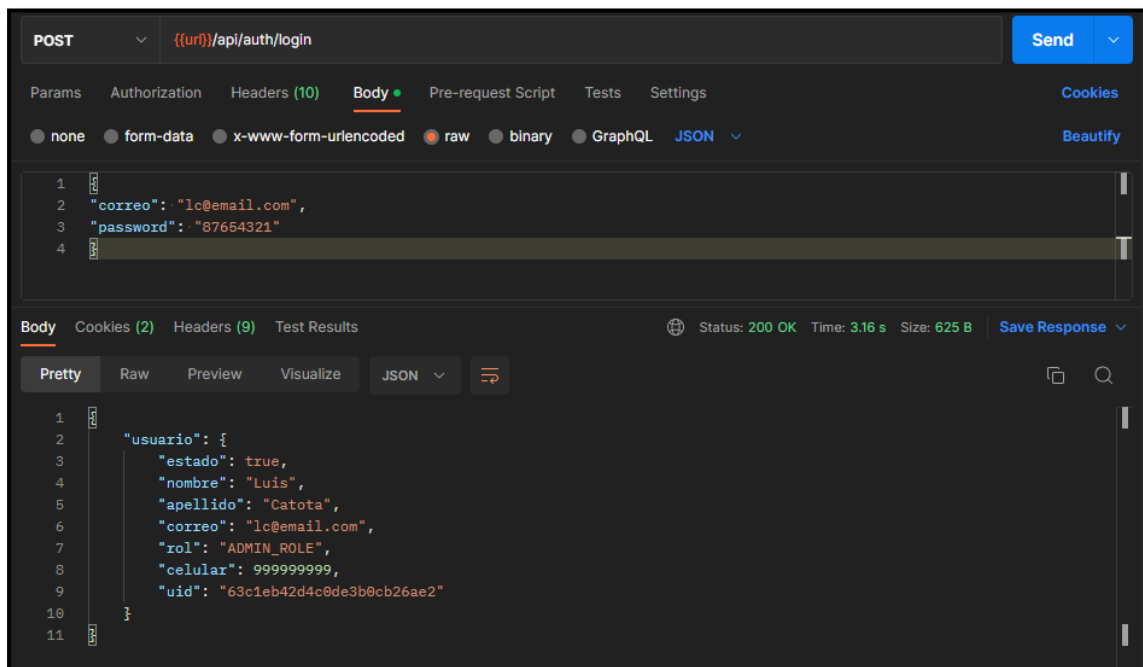 POST {{url}}/api/auth/login Send
Params Authorization Headers (10) Body Pre-request Script Tests Settings Cookies
none form-data x-www-form-urlencoded raw binary GraphQL JSON Beautify
1 {
2 "correo": "lc@email.com",
3 "password": "87654321"
4 }
Body Cookies (2) Headers (9) Test Results Status: 200 OK Time: 3.16 s Size: 625 B Save Response
Pretty Raw Preview Visualize JSON
1 {
2 "usuario": {
3 "estado": true,
4 "nombre": "Luis",
5 "apellido": "Catota",
6 "correo": "lc@email.com",
7 "rol": "ADMIN_ROLE",
8 "celular": 999999999,
9 "uid": "63c1eb42d4c0de3b0cb26ae2"
10 }
11 }